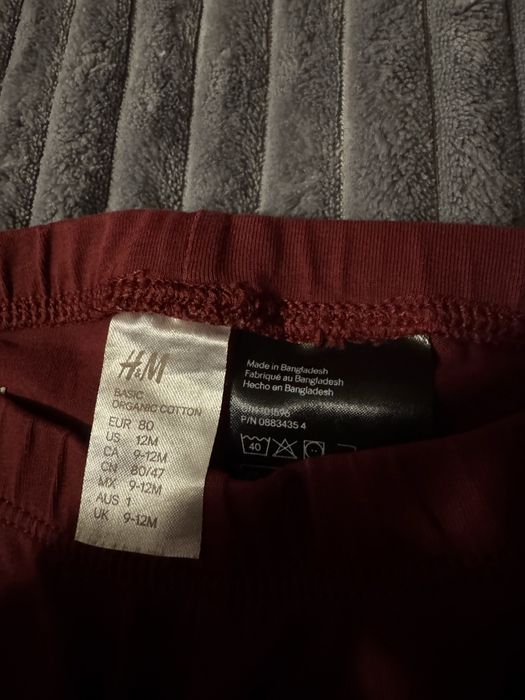 H&M
BASIC
ORGANIC COTTON
EUR 80
US 12M
CA 9-12M
CN 80/47
MX 9-12M
AUS 1
UK 9-12M
Made in Bangladesh
Fabriqué au Bangladesh
Hecho en Bangladesh
P/N 0883435 4
40